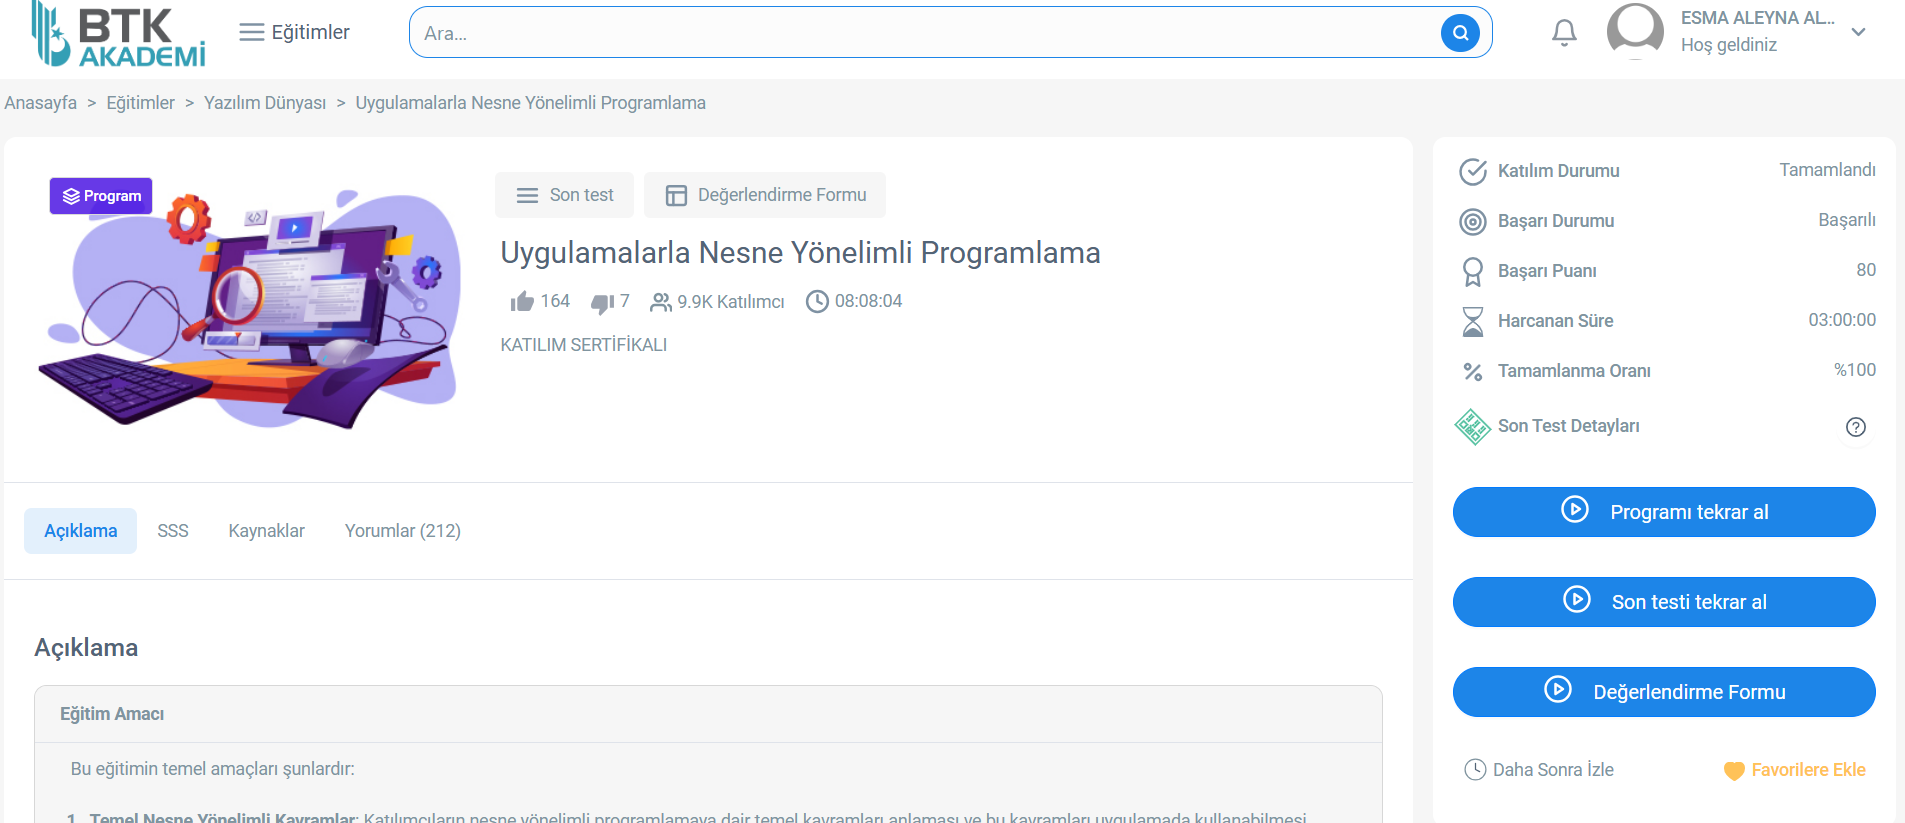 BTK
AKADEMİ
Eğitimler
Ara...
ESMA ALEYNA AL...
Hoş geldiniz
Anasayfa > Eğitimler > Yazılım Dünyası > Uygulamalarla Nesne Yönelimli Programlama
Program
Son test
Değerlendirme Formu
Uygulamalarla Nesne Yönelimli Programlama
164 7 9.9K Katılımcı 08:08:04
KATILIM SERTİFİKALI
Açıklama SSS Kaynaklar Yorumlar (212)
Açıklama
Eğitim Amacı
Bu eğitimin temel amaçları şunlardır:
1. Temel Nesne Yönelimli Kavramlar: Katılımcıların nesne yönelimli programlamaya dair temel kavramları anlaması ve bu kavramları uygulamada kullanabilmesi
Katılım Durumu Tamamlandı
Başarı Durumu Başarılı
Başarı Puanı 80
Harcanan Süre 03:00:00
Tamamlanma Oranı %100
Son Test Detayları
Programı tekrar al
Son testi tekrar al
Değerlendirme Formu
Daha Sonra İzle Favorilere Ekle